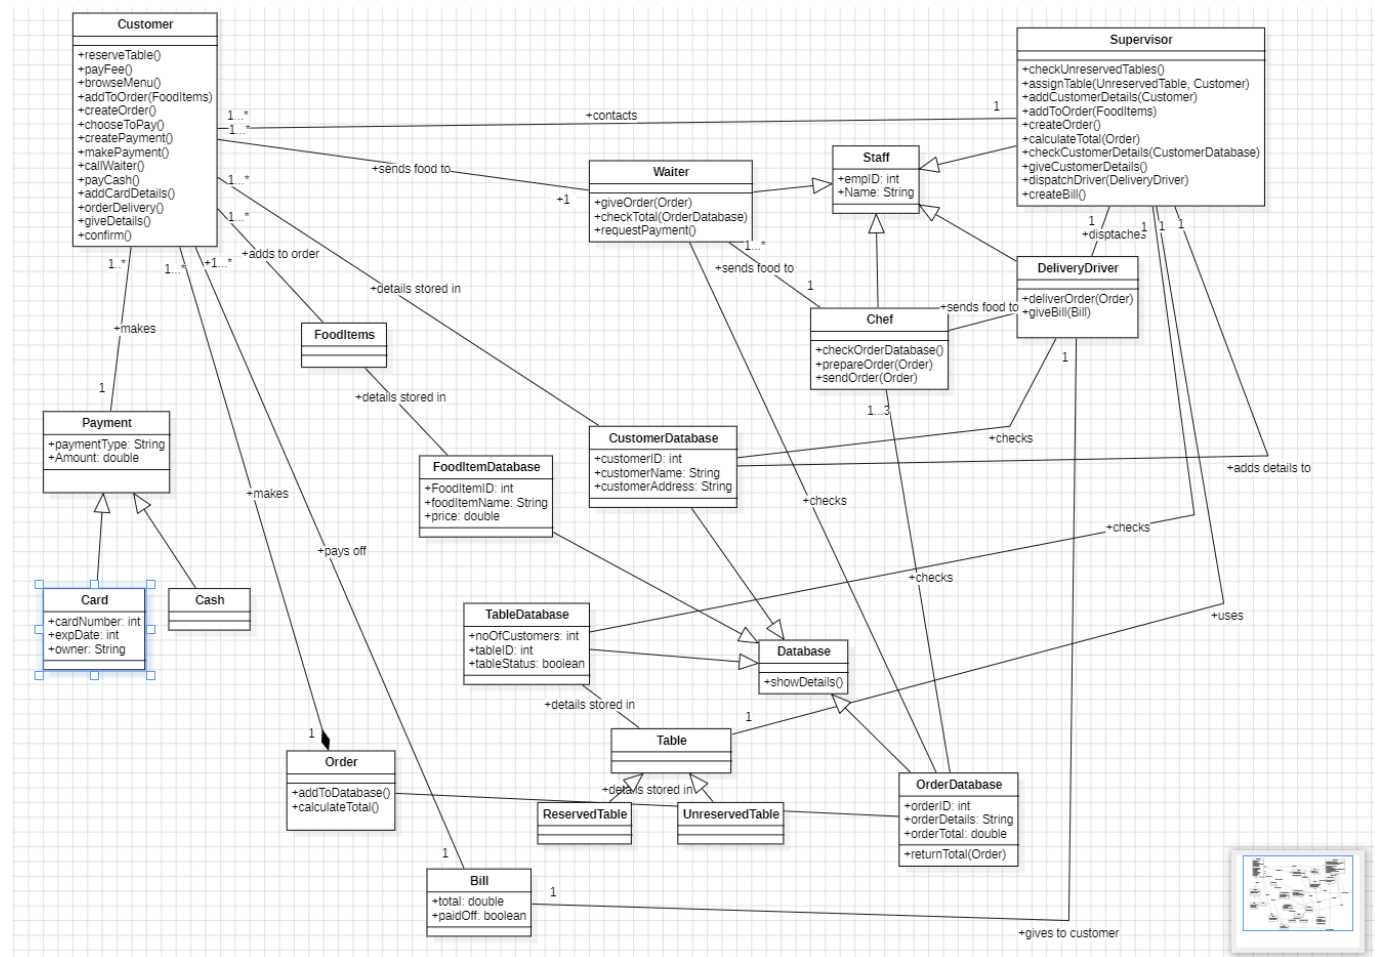 Customer
+reserveTable()
+payFee()
+browseMenu()
+addToOrder(FoodItems)
+createOrder()
+chooseToPay()
+createPayment()
+makePayment()
+callWaiter()
+payCash()
+addCardDetails()
+orderDelivery()
+giveDetails()
+confirm()
Supervisor
+checkUnreservedTables()
+assignTable(UnreservedTable, Customer)
+addCustomerDetails(Customer)
+addToOrder(FoodItems)
+createOrder()
+calculateTotal(Order)
+checkCustomerDetails(CustomerDatabase)
+giveCustomerDetails()
+dispatchDriver(DeliveryDriver)
+createBill()
1...*
+contacts
1
1...*
+sends food to
+1
Waiter
+giveOrder(Order)
+checkTotal(OrderDatabase)
+requestPayment()
Staff
+empID: int
+Name: String
1...*
1...*
+adds to order
+details stored in
1...*
+sends food to
1
1
+disptaches
1
1
1
DeliveryDriver
+deliverOrder(Order)
+giveBill(Bill)
+sends food to
Chef
+checkOrderDatabase()
+prepareOrder(Order)
+sendOrder(Order)
1..*
1...*
+1...*
+makes
1
FoodItems
+details stored in
1
1...3
Payment
+paymentType: String
+Amount: double
CustomerDatabase
+customerID: int
+customerName: String
+customerAddress: String
+checks
+adds details to
FoodItemDatabase
+FoodItemID: int
+foodItemName: String
+price: double
+makes
+checks
+checks
+pays off
+checks
Card
+cardNumber: int
+expDate: int
+owner: String
Cash
TableDatabase
+noOfCustomers: int
+tableID: int
+tableStatus: boolean
+uses
Database
+showDetails()
+details stored in
1
1
Table
Order
+addToDatabase()
+calculateTotal()
+details stored in
ReservedTable
UnreservedTable
OrderDatabase
+orderID: int
+orderDetails: String
+orderTotal: double
+returnTotal(Order)
1
Bill
+total: double
+paidOff: boolean
1
+gives to customer